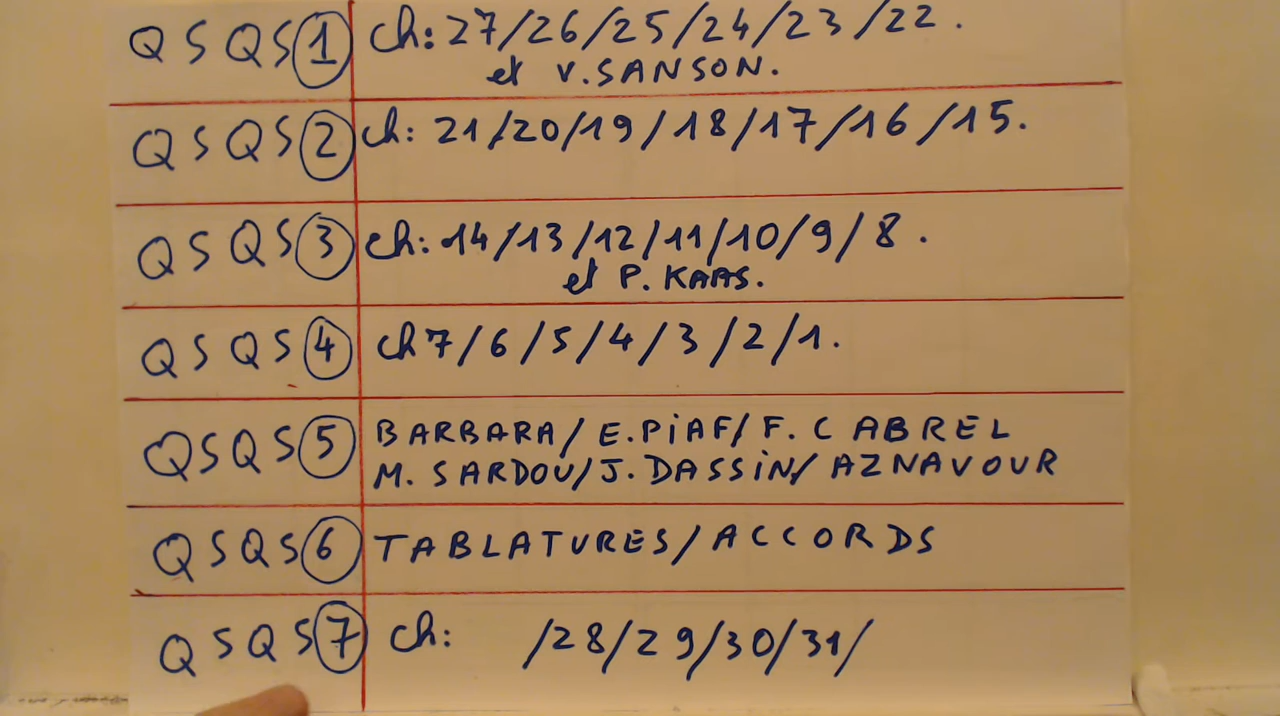 QSQS 1 Ch: 27/26/25/24/23/22.
et V. SANSON.
QSQS 2 Ch: 21/20/19/18/17/16/15.
QSQS 3 Ch: 14/13/12/11/10/9/8.
et P. KAAS.
QSQS 4 Ch 7/6/5/4/3/2/1.
QSQS 5 BARBARA/ E. PiAF/ F. CABREL
M. SARDOU/ J. DASSiN/ AZNAVOUR
QSQS 6 TABLATURES/ACCORDS
QSQS 7 Ch: /28/29/30/31/